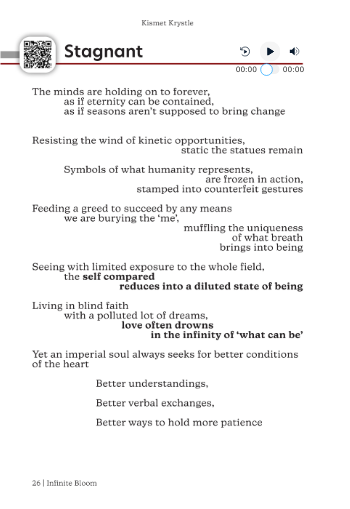 Kismet Krystle
Stagnant
00:00 00:00
The minds are holding on to forever,
as if eternity can be contained,
as if seasons aren't supposed to bring change
Resisting the wind of kinetic opportunities,
static the statues remain
Symbols of what humanity represents,
are frozen in action,
stamped into counterfeit gestures
Feeding a greed to succeed by any means
we are burying the 'me',
muffling the uniqueness
of what breath
brings into being
Seeing with limited exposure to the whole field,
the self compared
reduces into a diluted state of being
Living in blind faith
with a polluted lot of dreams,
love often drowns
in the infinity of 'what can be'
Yet an imperial soul always seeks for better conditions
of the heart
Better understandings,
Better verbal exchanges,
Better ways to hold more patience
26 | Infinite Bloom